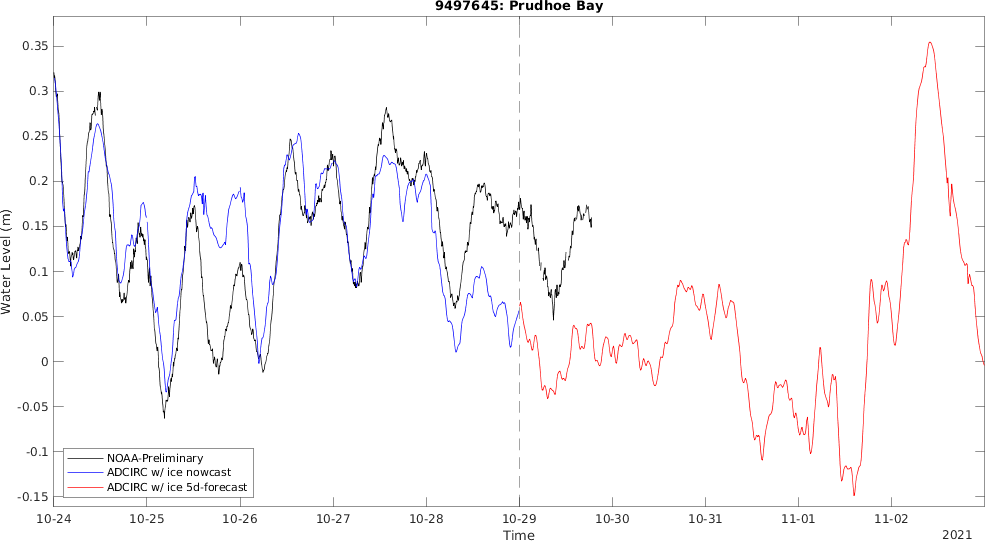 9497645: Prudhoe Bay
Water Level (m)
0.35
0.3
0.25
0.2
0.15
0.1
0.05
0
-0.05
-0.1
-0.15
NOAA-Preliminary
ADCIRC w/ ice nowcast
ADCIRC w/ ice 5d-forecast
10-24 10-25 10-26 10-27 10-28 10-29 10-30 10-31 11-01 11-02
Time
2021